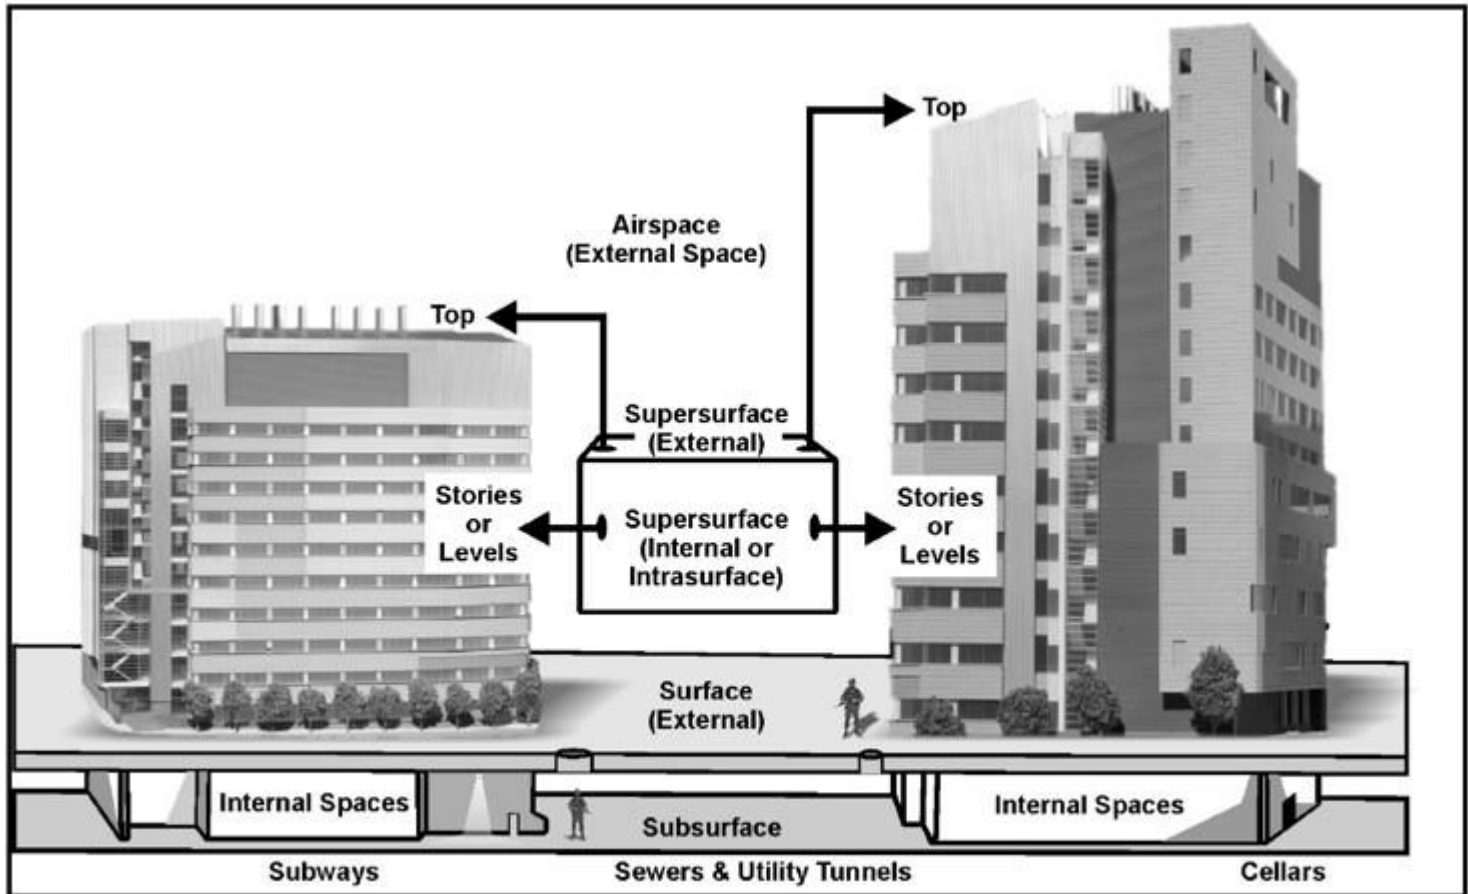 Top
Airspace
(External Space)
Top
Supersurface
(External)
Stories
or
Levels
Supersurface
(Internal or
Intrasurface)
Stories
or
Levels
Surface
(External)
Internal Spaces
Internal Spaces
Subsurface
Subways
Sewers & Utility Tunnels
Cellars